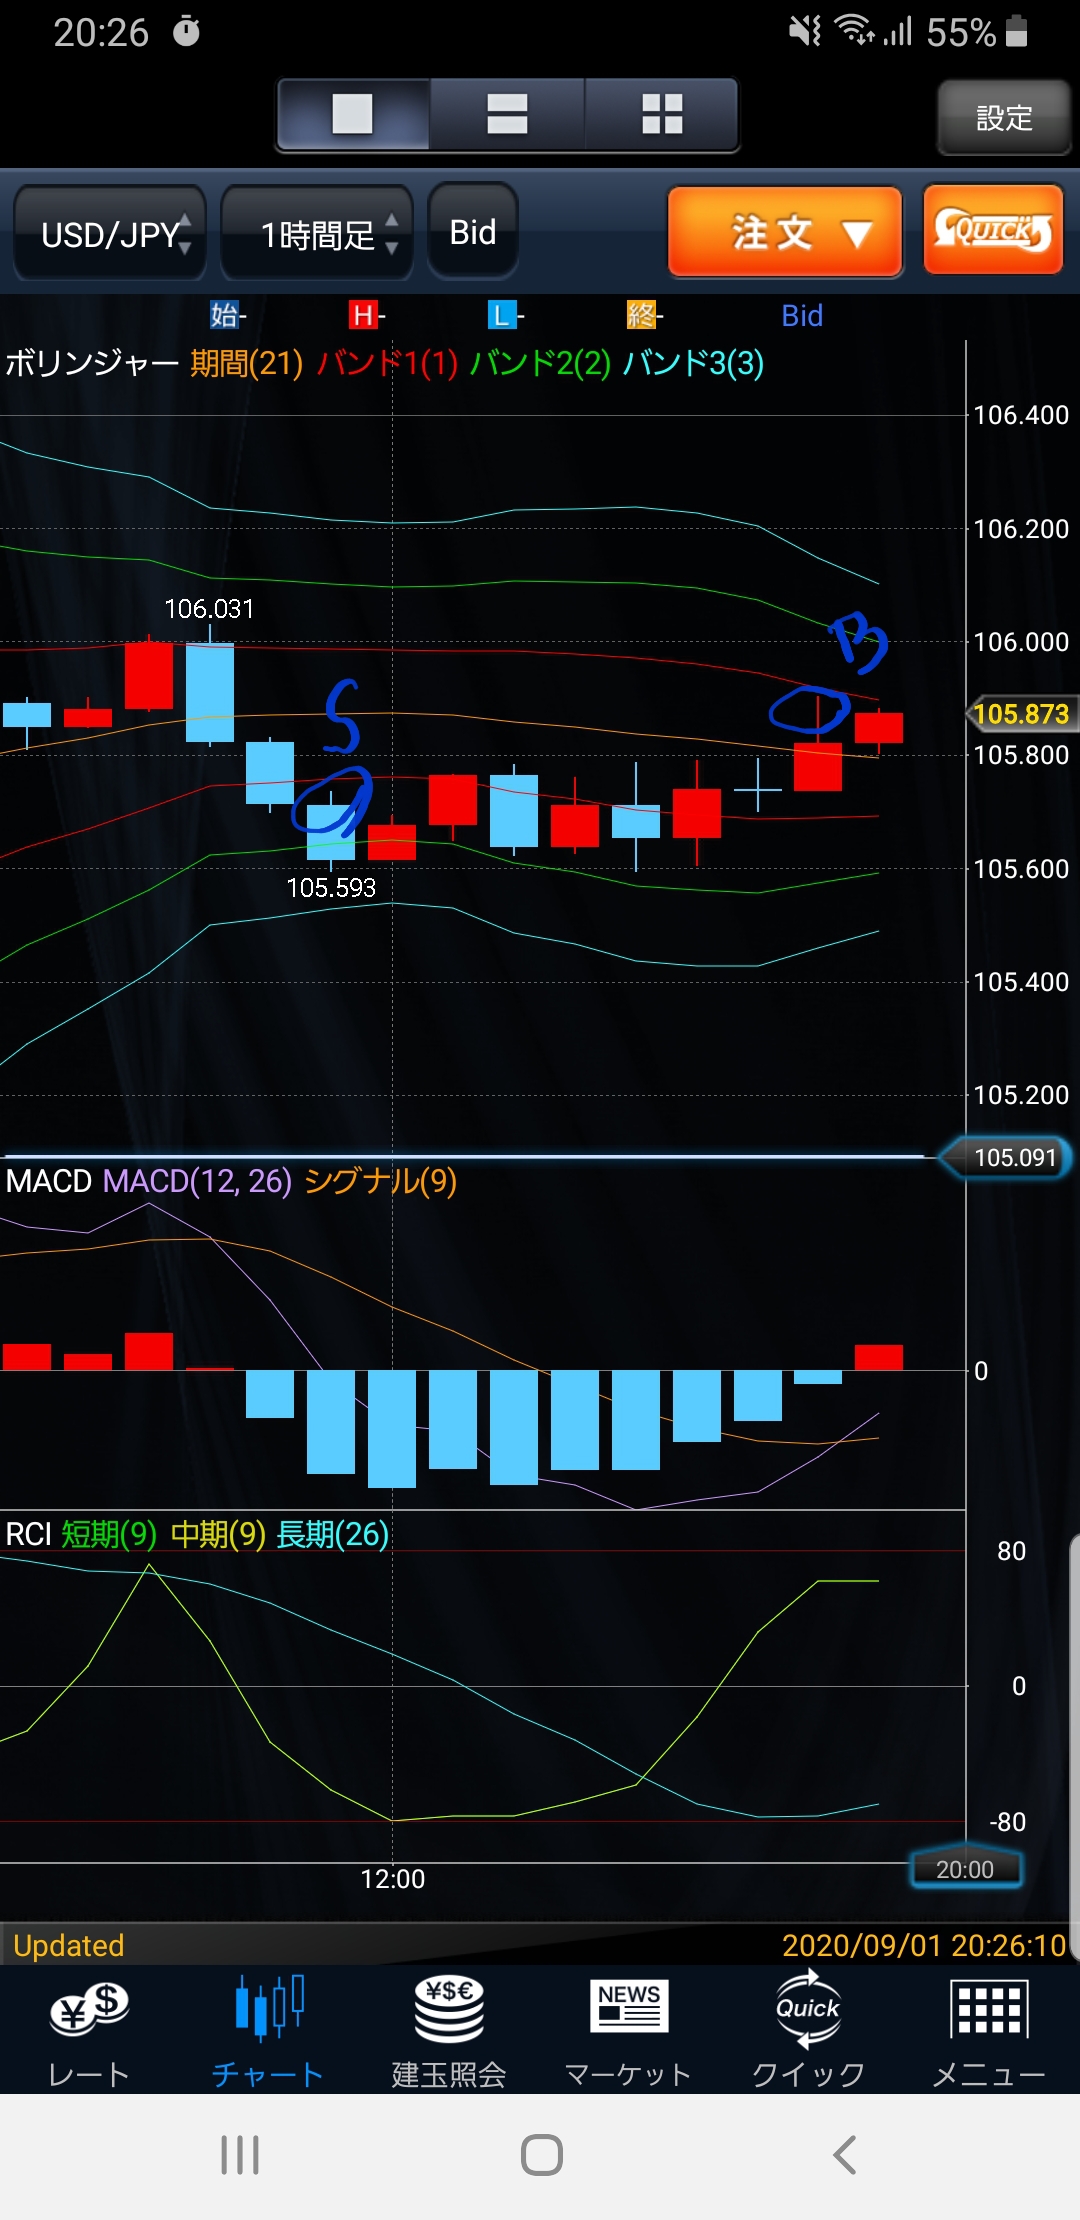 20:26 55%
設定
USD/JPY 1時間足 Bid 注文 ▼ QUICK
始- H- L- 終- Bid
ボリンジャー 期間(21) バンド1(1) バンド2(2) バンド3(3)
106.400
106.200
106.031
106.000
B
S
105.873
105.800
105.593
105.600
105.400
105.200
105.091
MACD MACD(12, 26) シグナル(9)
0
RCI 短期(9) 中期(9) 長期(26)
80
0
-80
12:00 20:00
Updated 2020/09/01 20:26:10
¥ $ ¥$€ NEWS Quick
レート チャート 建玉照会 マーケット クイック メニュー